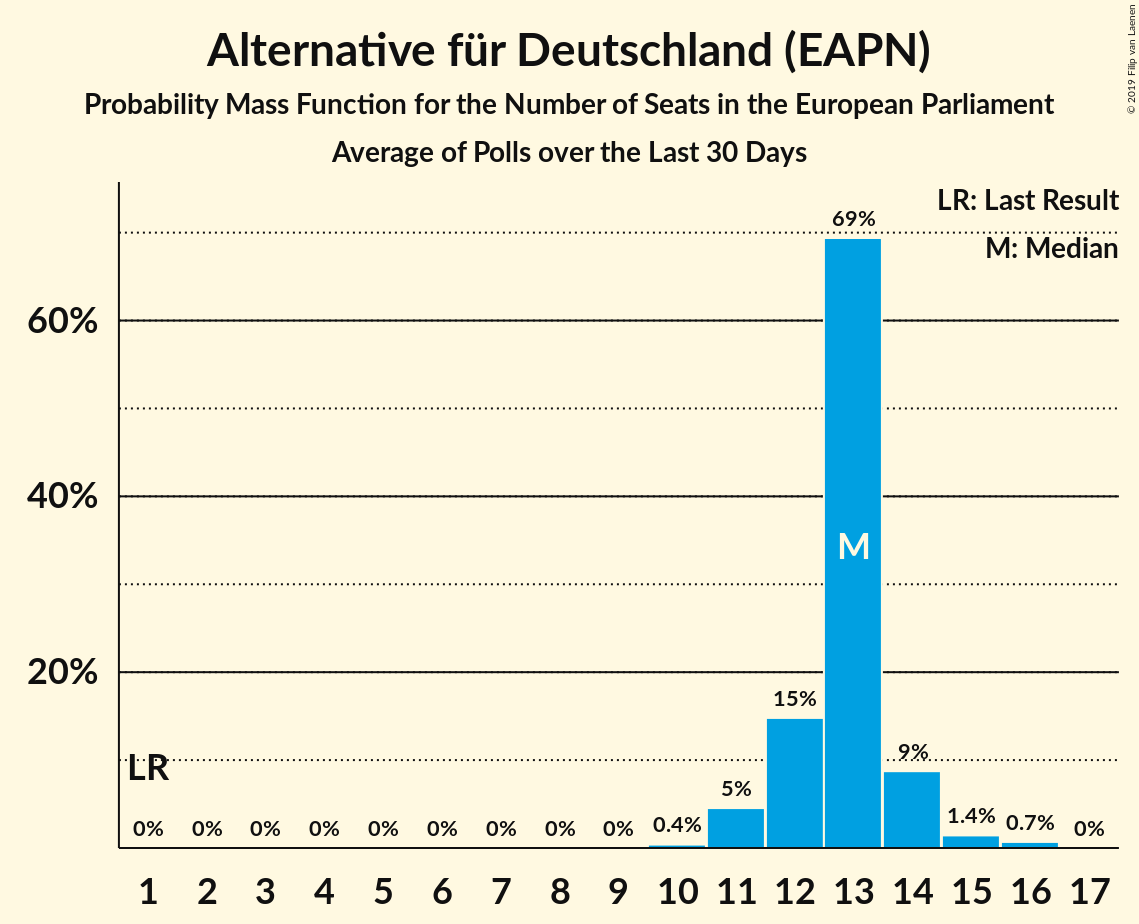 Alternative für Deutschland (EAPN)
Probability Mass Function for the Number of Seats in the European Parliament
Average of Polls over the Last 30 Days
© 2019 Filip van Laenen
LR: Last Result
M: Median
69%
60%
40%
M
20%
15%
LR
9%
5%
0% 0% 0% 0% 0% 0% 0% 0% 0% 0.4% 1.4% 0.7% 0%
1 2 3 4 5 6 7 8 9 10 11 12 13 14 15 16 17